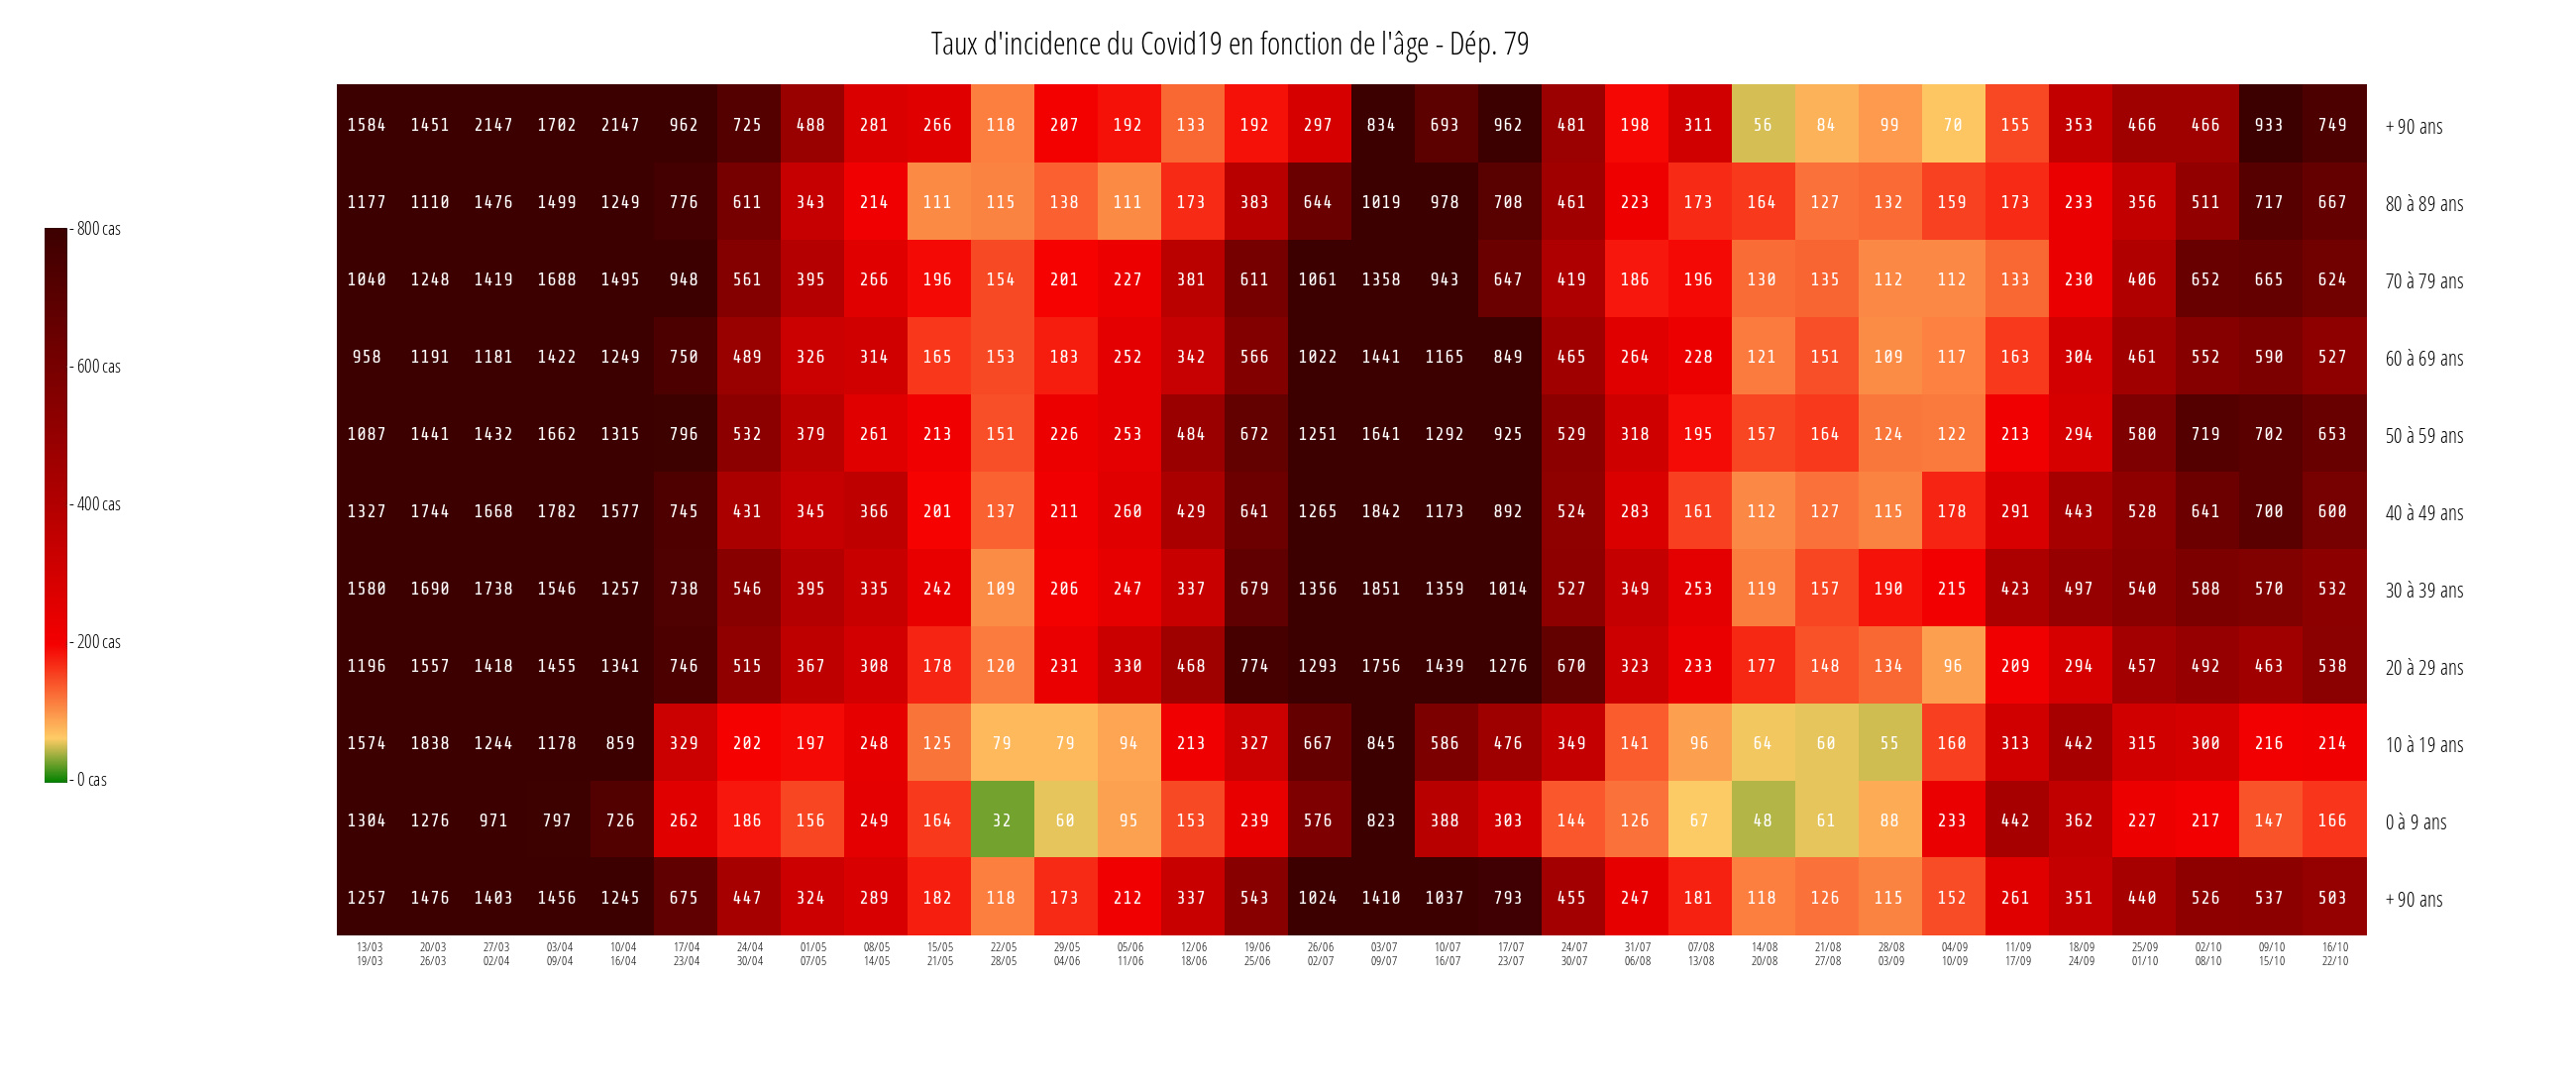 Taux d'incidence du Covid19 en fonction de l'âge - Dép. 79
1584 1451 2147 1702 2147 962 725 488 281 266 118 207 192 133 192 297 834 693 962 481 198 311 56 84 99 70 155 353 466 466 933 749 + 90 ans
1177 1110 1476 1499 1249 776 611 343 214 111 115 138 111 173 383 644 1019 978 708 461 223 173 164 127 132 159 173 233 356 511 717 667 80 à 89 ans
- 800 cas
1040 1248 1419 1688 1495 948 561 395 266 196 154 201 227 381 611 1061 1358 943 647 419 186 196 130 135 112 112 133 230 406 652 665 624 70 à 79 ans
958 1191 1181 1422 1249 750 489 326 314 165 153 183 252 342 566 1022 1441 1165 849 465 264 228 121 151 109 117 163 304 461 552 590 527 60 à 69 ans
- 600 cas
1087 1441 1432 1662 1315 796 532 379 261 213 151 226 253 484 672 1251 1641 1292 925 529 318 195 157 164 124 122 213 294 580 719 702 653 50 à 59 ans
- 400 cas
1327 1744 1668 1782 1577 745 431 345 366 201 137 211 260 429 641 1265 1842 1173 892 524 283 161 112 127 115 178 291 443 528 641 700 600 40 à 49 ans
1580 1690 1738 1546 1257 738 546 395 335 242 109 206 247 337 679 1356 1851 1359 1014 527 349 253 119 157 190 215 423 497 540 588 570 532 30 à 39 ans
- 200 cas
1196 1557 1418 1455 1341 746 515 367 308 178 120 231 330 468 774 1293 1756 1439 1276 670 323 233 177 148 134 96 209 294 457 492 463 538 20 à 29 ans
1574 1838 1244 1178 859 329 202 197 248 125 79 79 94 213 327 667 845 586 476 349 141 96 64 60 55 160 313 442 315 300 216 214 10 à 19 ans
- 0 cas
1304 1276 971 797 726 262 186 156 249 164 32 60 95 153 239 576 823 388 303 144 126 67 48 61 88 233 442 362 227 217 147 166 0 à 9 ans
1257 1476 1403 1456 1245 675 447 324 289 182 118 173 212 337 543 1024 1410 1037 793 455 247 181 118 126 115 152 261 351 440 526 537 503 + 90 ans
13/03 20/03 27/03 03/04 10/04 17/04 24/04 01/05 08/05 15/05 22/05 29/05 05/06 12/06 19/06 26/06 03/07 10/07 17/07 24/07 31/07 07/08 14/08 21/08 28/08 04/09 11/09 18/09 25/09 02/10 09/10 16/10
19/03 26/03 02/04 09/04 16/04 23/04 30/04 07/05 14/05 21/05 28/05 04/06 11/06 18/06 25/06 02/07 09/07 16/07 23/07 30/07 06/08 13/08 20/08 27/08 03/09 10/09 17/09 24/09 01/10 08/10 15/10 22/10